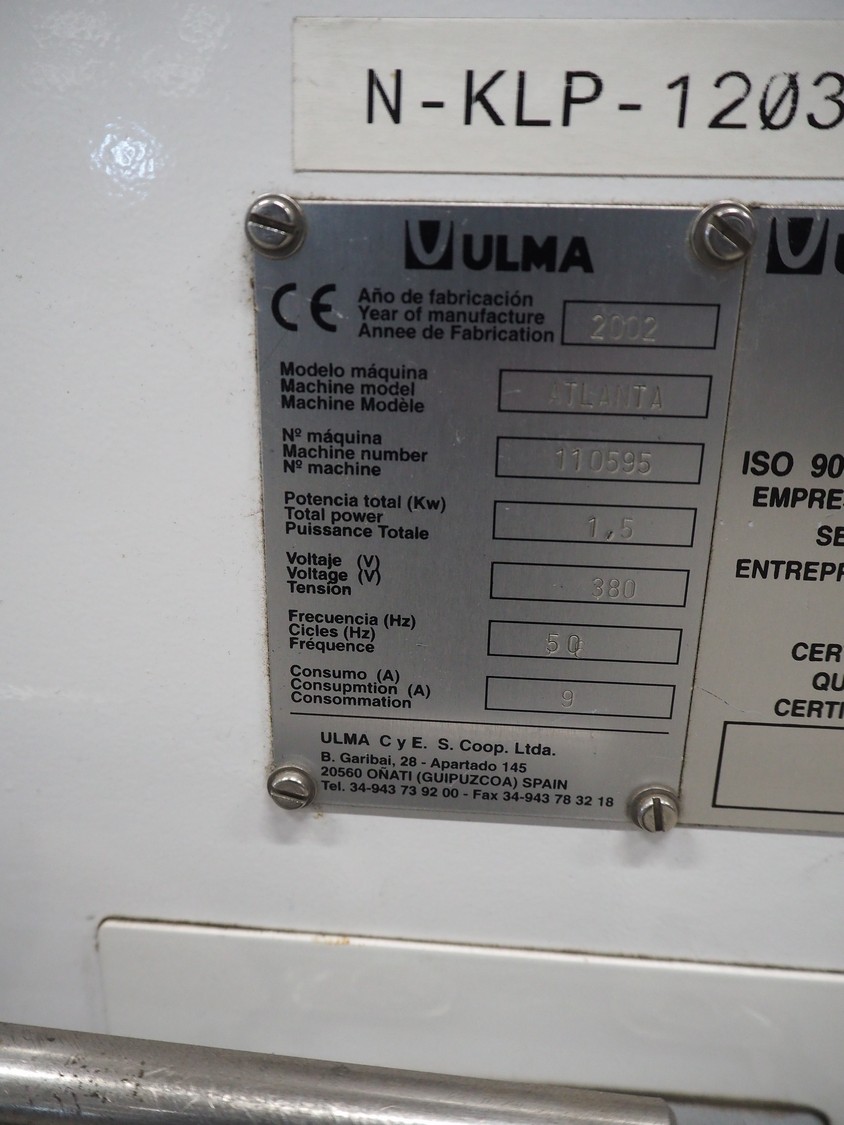 N-KLP-1203
ULMA
CE
Año de fabricación
Year of manufacture
Annee de Fabrication
2002
Modelo máquina
Machine model
Machine Modèle
ATLANTA
Nº máquina
Machine number
Nº machine
110595
Potencia total (Kw)
Total power
Puissance Totale
1,5
Voltaje (V)
Voltage (V)
Tension
380
Frecuencia (Hz)
Cicles (Hz)
Fréquence
50
Consumo (A)
Consupmtion (A)
Consommation
9
ULMA C y E. S. Coop. Ltda.
B. Garibai, 28 - Apartado 145
20560 OÑATI (GUIPUZCOA) SPAIN
Tel. 34-943 73 92 00 - Fax 34-943 78 32 18
ISO 90
EMPRES
SE
ENTREPR
CER
QU
CERTI